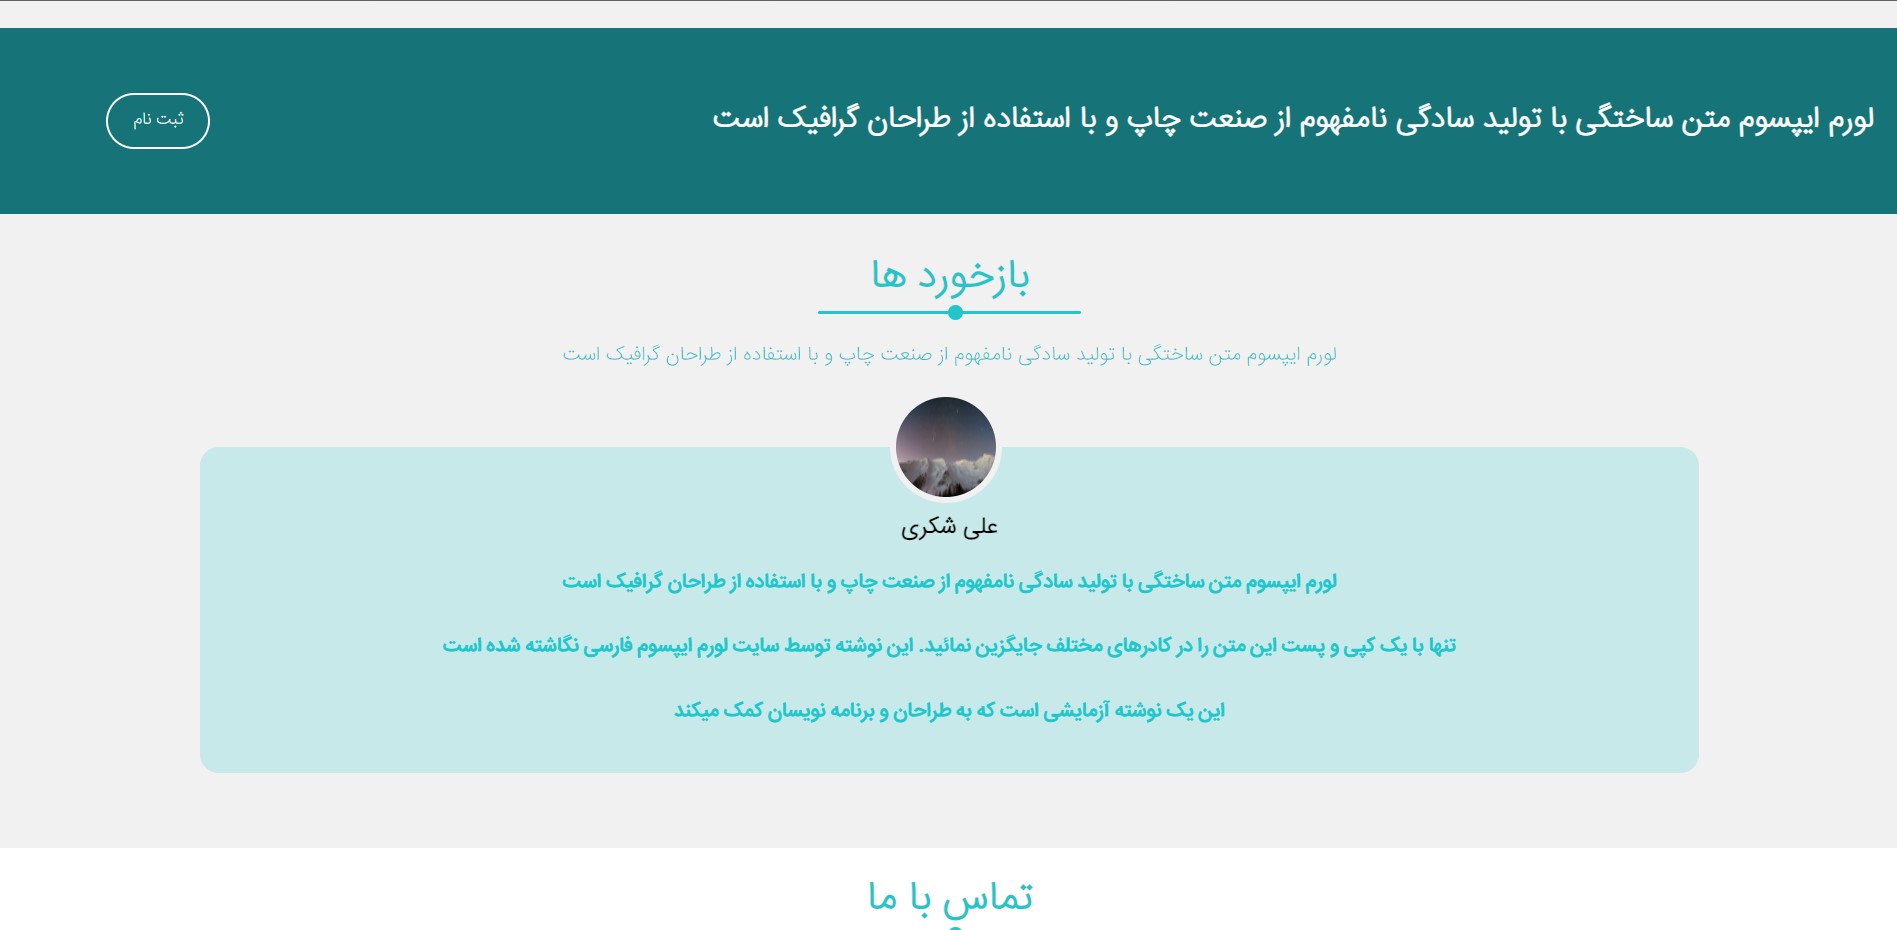 لورم ایپسوم متن ساختگی با تولید سادگی نامفهوم از صنعت چاپ و با استفاده از طراحان گرافیک است
ثبت نام
بازخورد ها
لورم ایپسوم متن ساختگی با تولید سادگی نامفهوم از صنعت چاپ و با استفاده از طراحان گرافیک است
علی شکری
لورم ایپسوم متن ساختگی با تولید سادگی نامفهوم از صنعت چاپ و با استفاده از طراحان گرافیک است
تنها با یک کپی و پست این متن را در کادرهای مختلف جایگزین نمائید. این نوشته توسط سایت لورم ایپسوم فارسی نگاشته شده است
این یک نوشته آزمایشی است که به طراحان و برنامه نویسان کمک میکند
تماس با ما